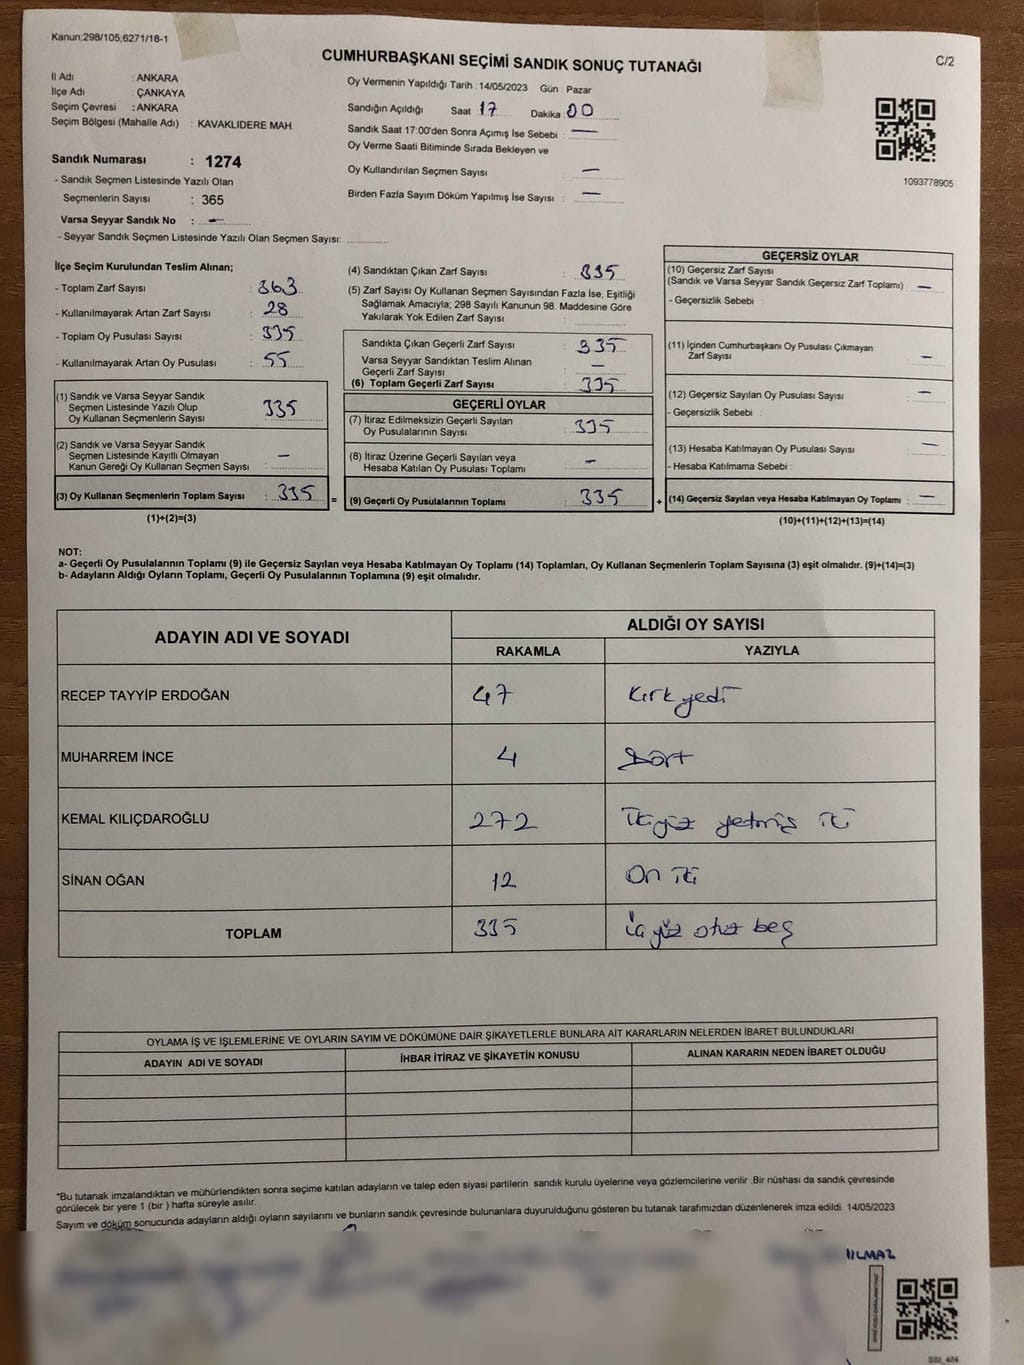 Kanun;298/105,6271/18-1
CUMHURBAŞKANI SEÇİMİ SANDIK SONUÇ TUTANAĞI
C/2
İl Adı : ANKARA
İlçe Adı : ÇANKAYA
Seçim Çevresi : ANKARA
Seçim Bölgesi (Mahalle Adı) : KAVAKLIDERE MAH.
Sandık Numarası : 1274
- Sandık Seçmen Listesinde Yazılı Olan
Seçmenlerin Sayısı : 365
Varsa Seyyar Sandık No : -
- Seyyar Sandık Seçmen Listesinde Yazılı Olan Seçmen Sayısı:
Oy Vermenin Yapıldığı Tarih : 14/05/2023 Gün : Pazar
Sandığın Açıldığı Saat 17 Dakika : 00
Sandık Saat 17:00'den Sonra Açımış İse Sebebi : —
Oy Verme Saati Bitiminde Sırada Bekleyen ve
Oy Kullandırılan Seçmen Sayısı : —
Birden Fazla Sayım Döküm Yapılmış İse Sayısı : —
1093778905
İlçe Seçim Kurulundan Teslim Alınan;
- Toplam Zarf Sayısı : 363
- Kullanılmayarak Artan Zarf Sayısı : 28
- Toplam Oy Pusulası Sayısı : 335
- Kullanılmayarak Artan Oy Pusulası : 55
(1) Sandık ve Varsa Seyyar Sandık
Seçmen Listesinde Yazılı Olup
Oy Kullanan Seçmenlerin Sayısı : 335
(2) Sandık ve Varsa Seyyar Sandık
Seçmen Listesinde Kayıtlı Olmayan
Kanun Gereği Oy Kullanan Seçmen Sayısı : —
(3) Oy Kullanan Seçmenlerin Toplam Sayısı : 335 =
(1)+(2)=(3)
(4) Sandıktan Çıkan Zarf Sayısı : 335
(5) Zarf Sayısı Oy Kullanan Seçmen Sayısından Fazla İse, Eşitliği
Sağlamak Amacıyla; 298 Sayılı Kanunun 98. Maddesine Göre
Yakılarak Yok Edilen Zarf Sayısı :
Sandıkta Çıkan Geçerli Zarf Sayısı : 335
Varsa Seyyar Sandıktan Teslim Alınan
Geçerli Zarf Sayısı : —
(6) Toplam Geçerli Zarf Sayısı : 335
GEÇERLİ OYLAR
(7) İtiraz Edilmeksizin Geçerli Sayılan
Oy Pusulalarının Sayısı : 335
(8) İtiraz Üzerine Geçerli Sayılan veya
Hesaba Katılan Oy Pusulası Toplamı : -
(9) Geçerli Oy Pusulalarının Toplamı : 335 +
GEÇERSİZ OYLAR
(10) Geçersiz Zarf Sayısı
(Sandık ve Varsa Seyyar Sandık Geçersiz Zarf Toplamı) : —
- Geçersizlik Sebebi :
(11) İçinden Cumhurbaşkanı Oy Pusulası Çıkmayan
Zarf Sayısı : —
(12) Geçersiz Sayılan Oy Pusulası Sayısı : —
- Geçersizlik Sebebi :
(13) Hesaba Katılmayan Oy Pusulası Sayısı : —
- Hesaba Katılmama Sebebi :
(14) Geçersiz Sayılan veya Hesaba Katılmayan Oy Toplamı : —
(10)+(11)+(12)+(13)=(14)
NOT:
a- Geçerli Oy Pusulalarının Toplamı (9) ile Geçersiz Sayılan veya Hesaba Katılmayan Oy Toplamı (14) Toplamları, Oy Kullanan Seçmenlerin Toplam Sayısına (3) eşit olmalıdır. (9)+(14)=(3)
b- Adayların Aldığı Oyların Toplamı, Geçerli Oy Pusulalarının Toplamına (9) eşit olmalıdır.
ADAYIN ADI VE SOYADI
ALDIĞI OY SAYISI
RAKAMLA YAZIYLA
RECEP TAYYİP ERDOĞAN 47 Kırk yedi
MUHARREM İNCE 4 Dört
KEMAL KILIÇDAROĞLU 272 İkiyüz yetmiş iki
SİNAN OĞAN 12 On iki
TOPLAM 335 üç yüz otuz beş
OYLAMA İŞ VE İŞLEMLERİNE VE OYLARIN SAYIM VE DÖKÜMÜNE DAİR ŞİKAYETLERLE BUNLARA AİT KARARLARIN NELERDEN İBARET BULUNDUKLARI
ADAYIN ADI VE SOYADI İHBAR İTİRAZ VE ŞİKAYETİN KONUSU ALINAN KARARIN NEDEN İBARET OLDUĞU
*Bu tutanak imzalandıktan ve mühürlendikten sonra seçime katılan adayların ve talep eden siyasi partilerin sandık kurulu üyelerine veya gözlemcilerine verilir .Bir nüshası da sandık çevresinde
görülecek bir yere 1 (bir ) hafta süreyle asılır.
Sayım ve döküm sonucunda adayların aldığı oyların sayılarını ve bunların sandık çevresinde bulunanlara duyurulduğunu gösteren bu tutanak tarafımızdan düzenlenerek imza edildi. 14/05/2023
YILMAZ